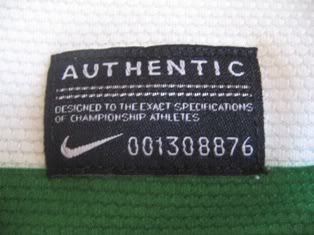 AUTHENTIC
DESIGNED TO THE EXACT SPECIFICATIONS
OF CHAMPIONSHIP ATHLETES
001308876